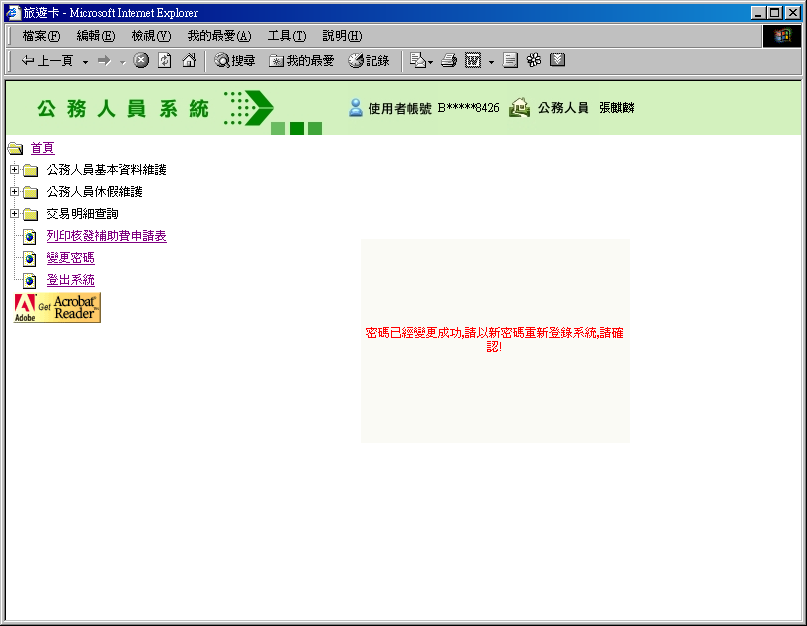 旅遊卡 - Microsoft Internet Explorer
檔案(F) 編輯(E) 檢視(V) 我的最愛(A) 工具(T) 說明(H)
上一頁 搜尋 我的最愛 記錄
公務人員系統 使用者帳號 B*****8426 公務人員 張麒麟
首頁
公務人員基本資料維護
公務人員休假維護
交易明細查詢
列印核發補助費申請表
變更密碼
登出系統
Adobe Get Acrobat Reader
密碼已經變更成功,請以新密碼重新登錄系統,請確
認!